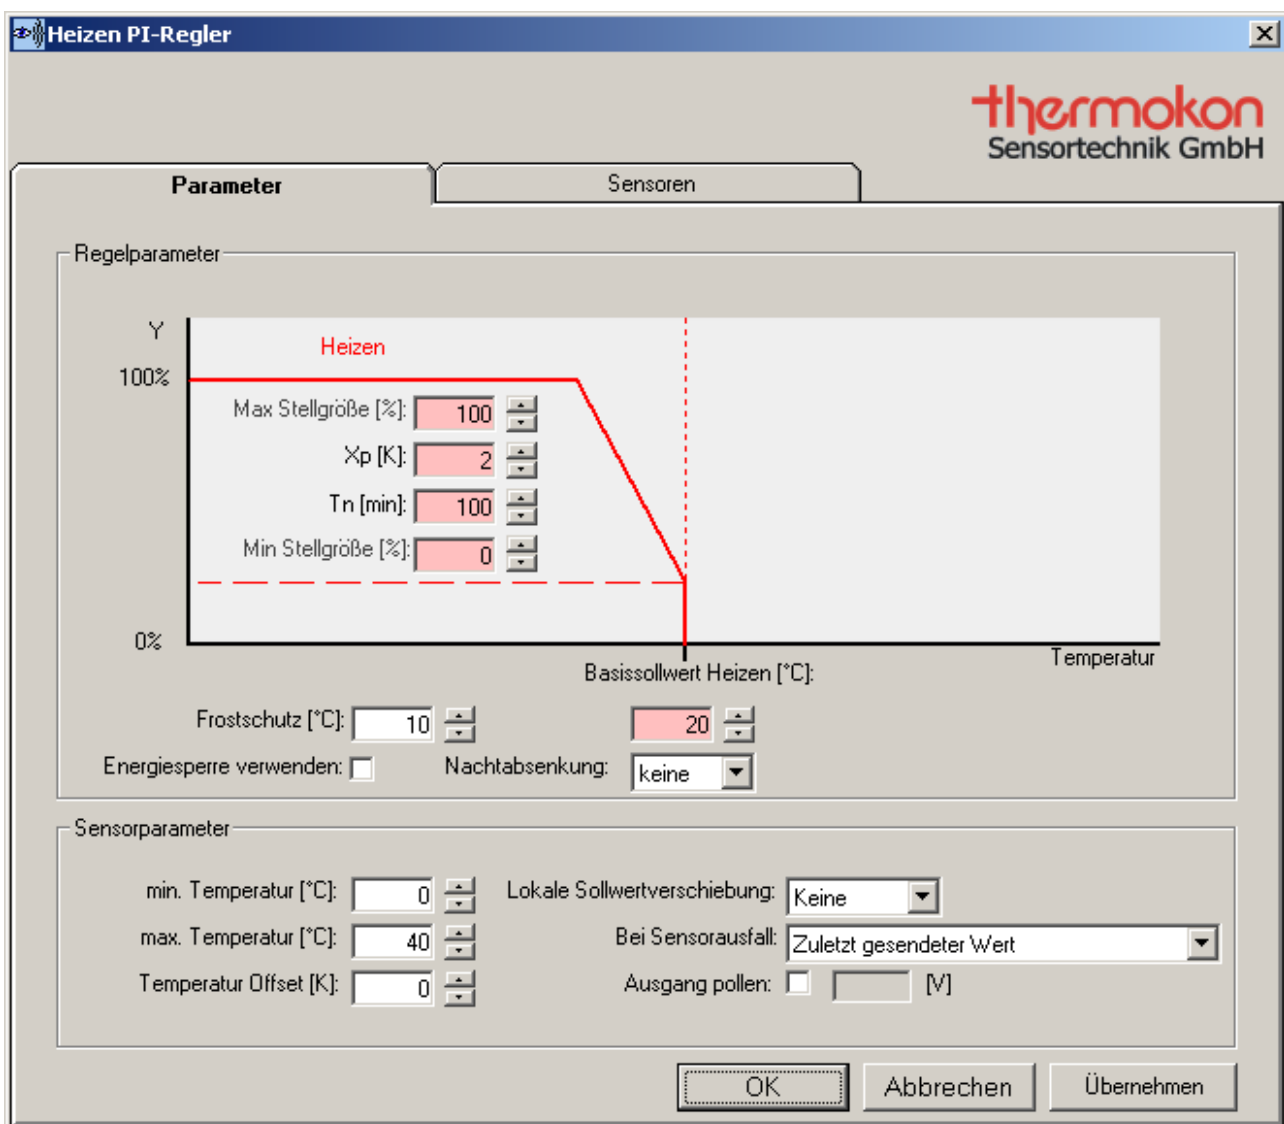 Heizen PI-Regler
thermokon
Sensortechnik GmbH
Parameter
Sensoren
Regelparameter
Y
Heizen
100%
Max Stellgröße [%]: 100
Xp [K]: 2
Tn [min]: 100
Min Stellgröße [%]: 0
0%
Temperatur
Basissollwert Heizen [°C]:
Frostschutz [°C]: 10 20
Energiesperre verwenden: Nachtabsenkung: keine
Sensorparameter
min. Temperatur [°C]: 0 Lokale Sollwertverschiebung: Keine
max. Temperatur [°C]: 40 Bei Sensorausfall: Zuletzt gesendeter Wert
Temperatur Offset [K]: 0 Ausgang pollen: [V]
OK Abbrechen Übernehmen